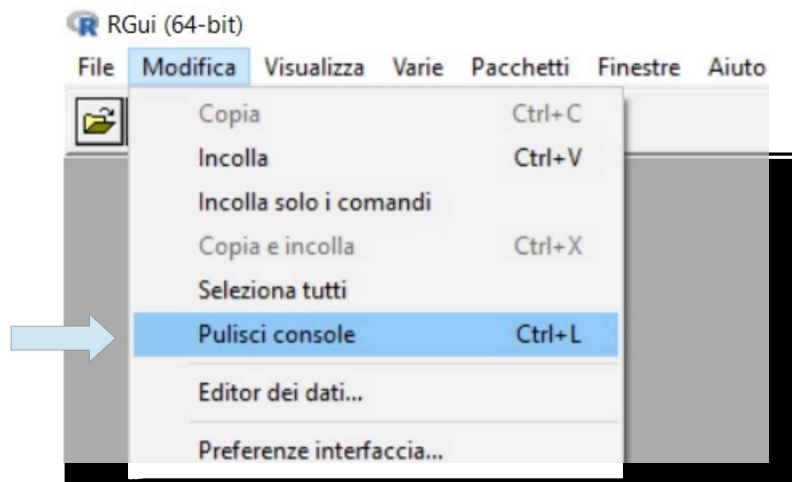 RGui (64-bit)
File Modifica Visualizza Varie Pacchetti Finestre Aiuto
Copia Ctrl+C
Incolla Ctrl+V
Incolla solo i comandi
Copia e incolla Ctrl+X
Seleziona tutti
Pulisci console Ctrl+L
Editor dei dati...
Preferenze interfaccia...